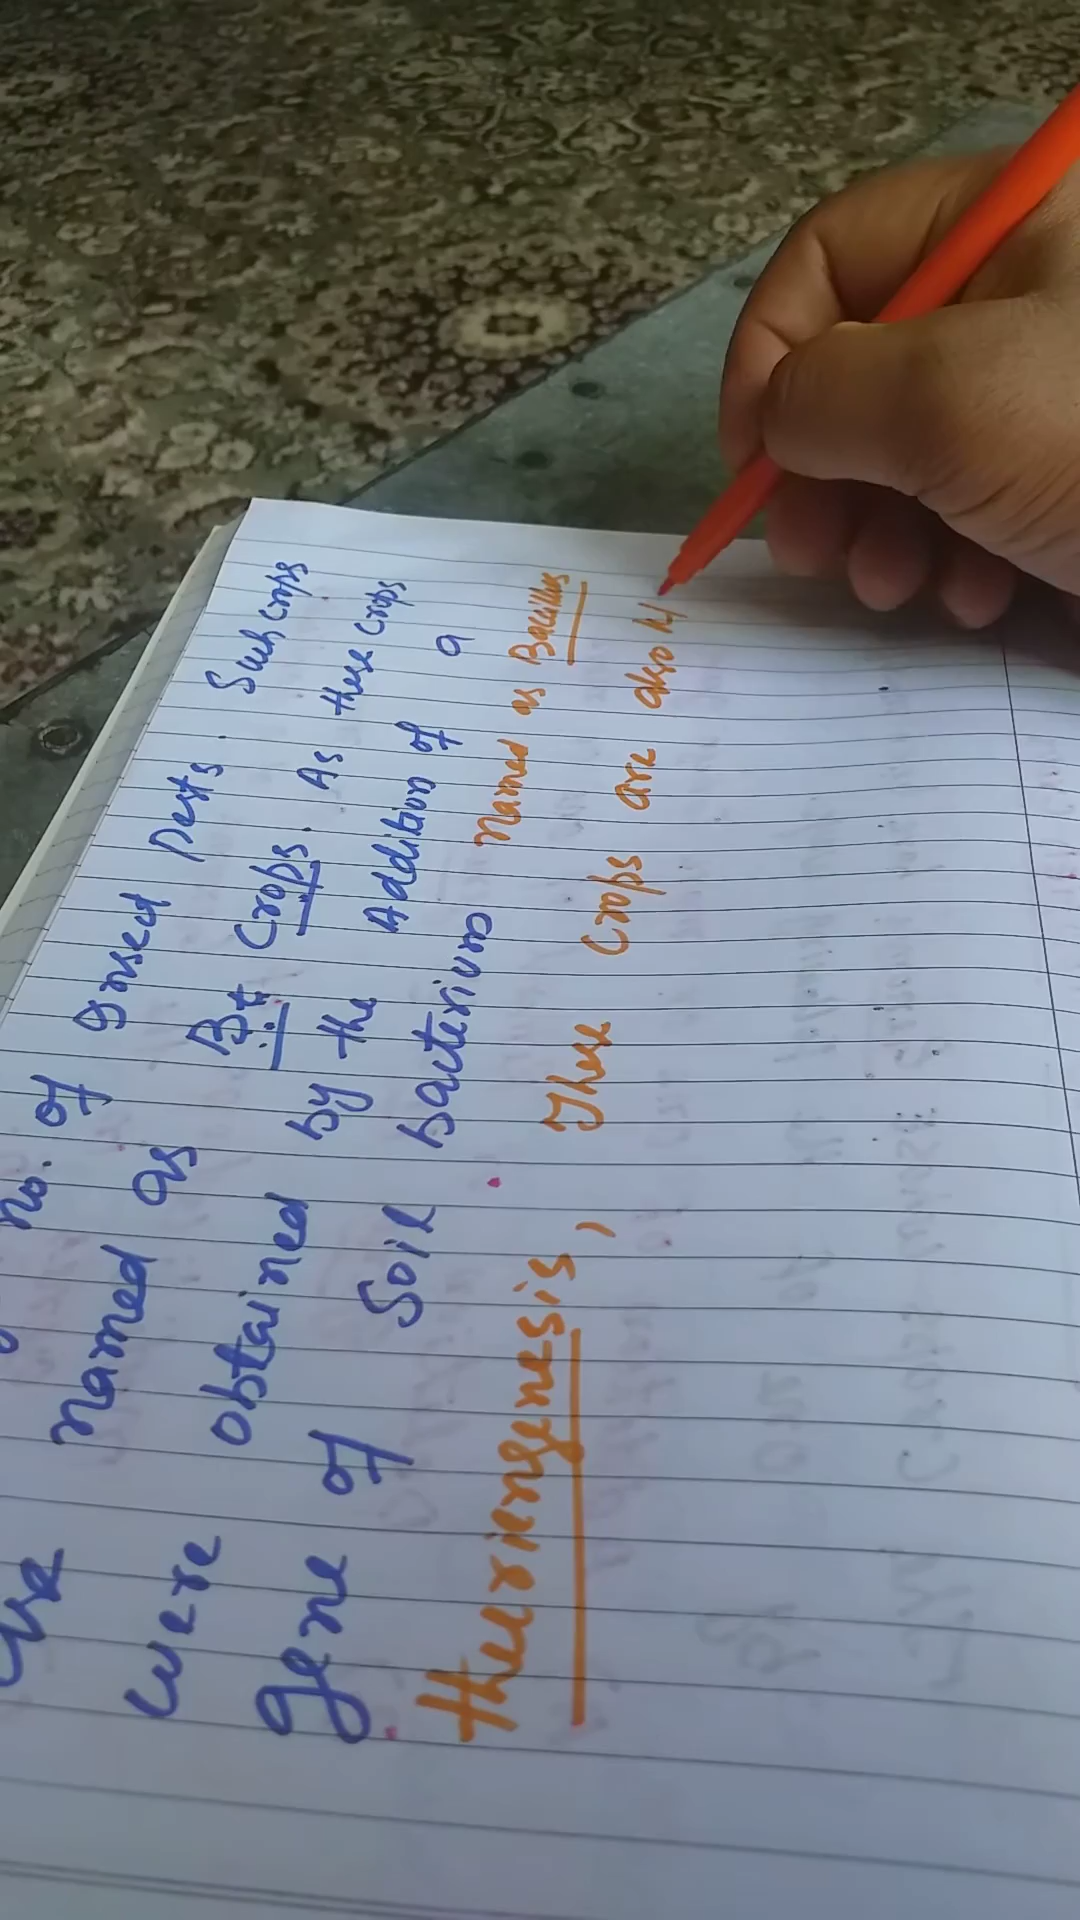 no. of Insect Pests. Such crops
named as Bt crops. As these crops
were obtained by the Addition of a
gene of Soil bacterium named as Bacillus
thueriengenesis, These crops are also